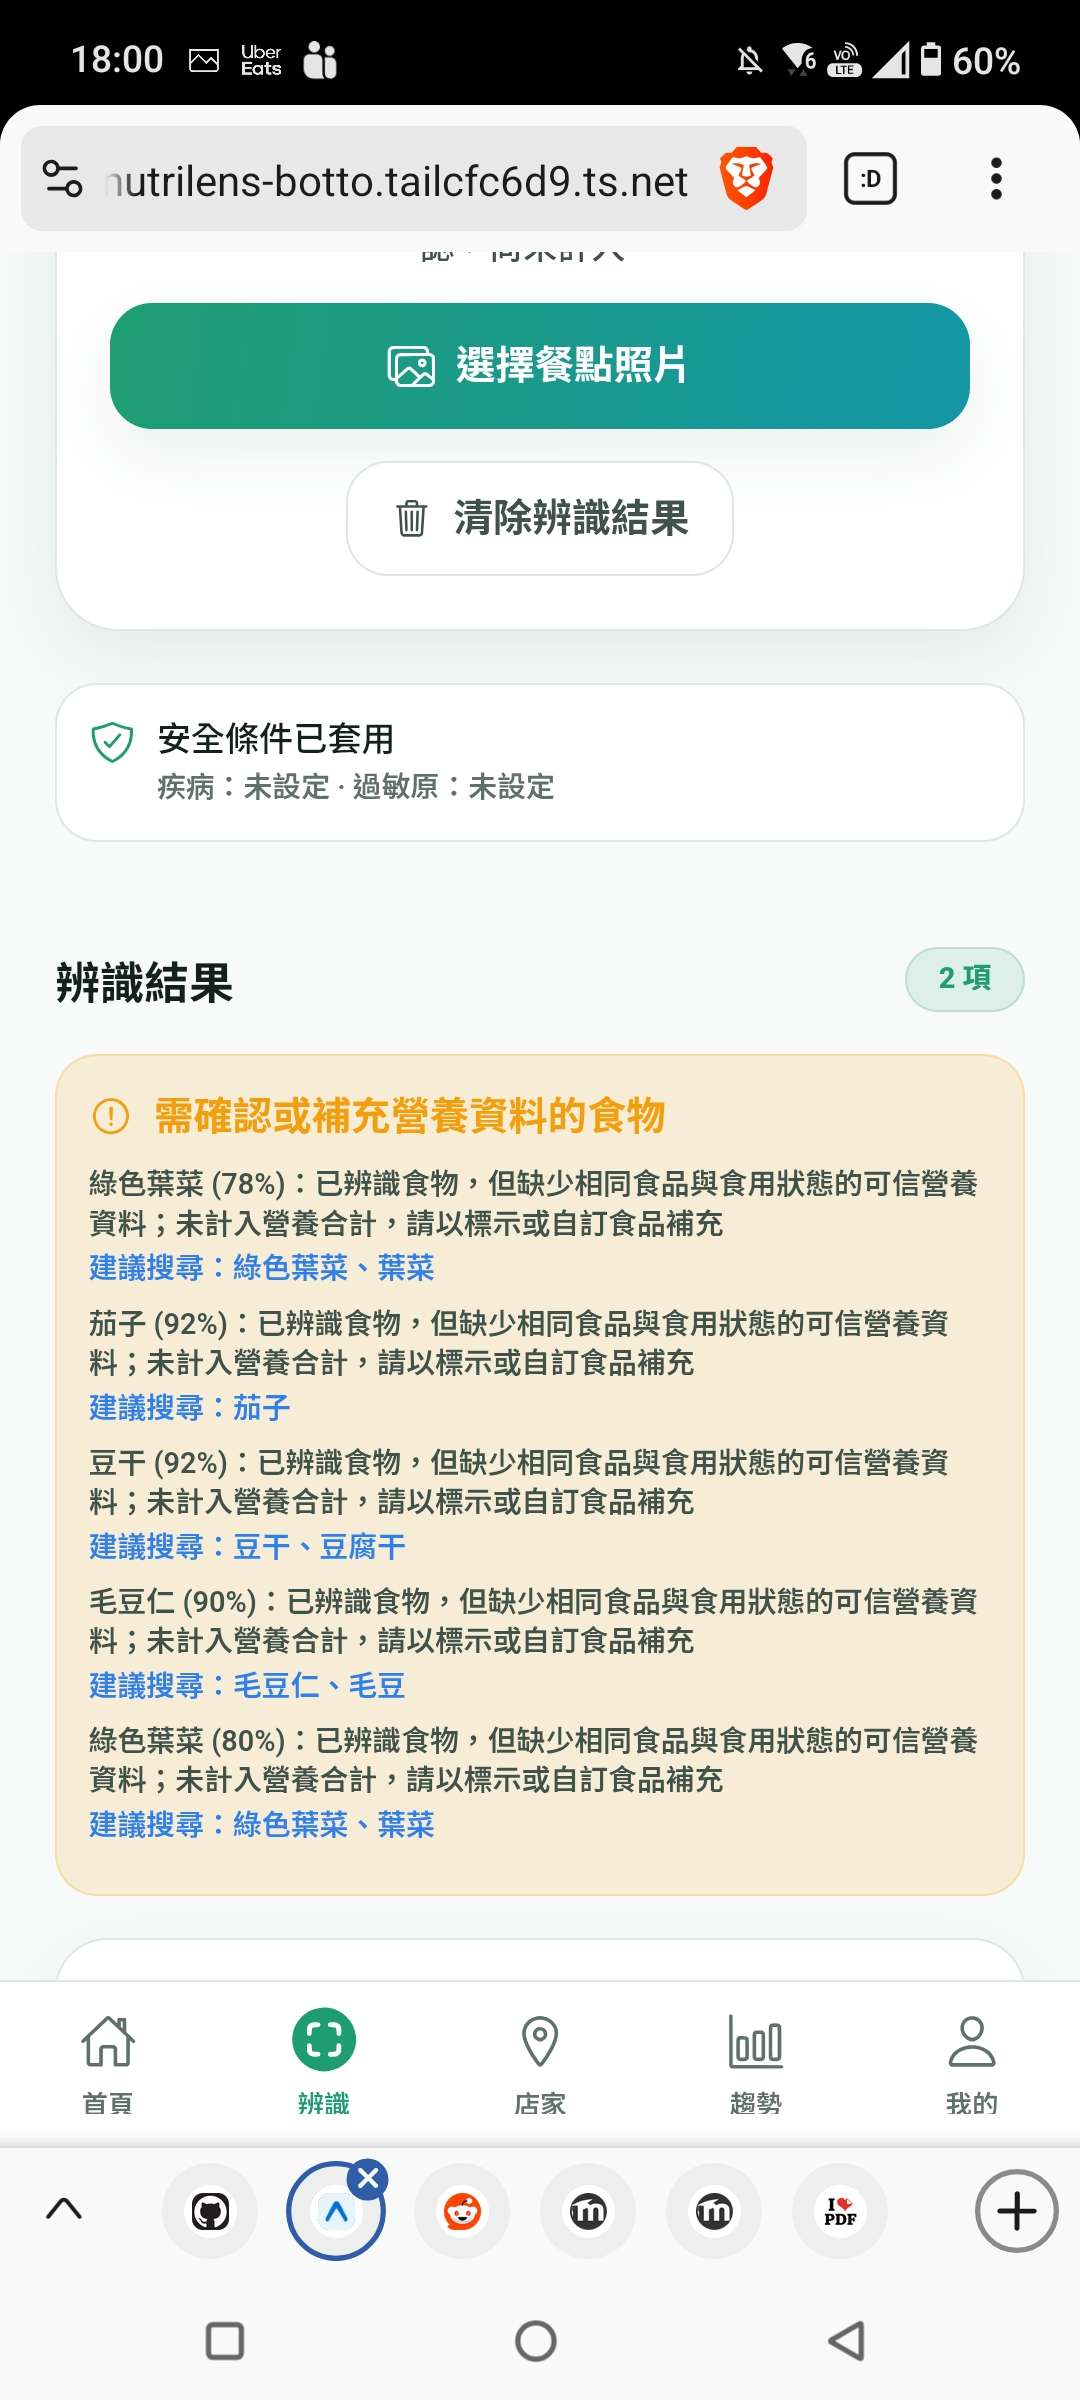 18:00
Uber
Eats
6
VO
LTE
60%
nutrilens-botto.tailcfc6d9.ts.net
:D
選擇餐點照片
清除辨識結果
安全條件已套用
疾病：未設定 · 過敏原：未設定
辨識結果
2 項
需確認或補充營養資料的食物
綠色葉菜 (78%)：已辨識食物，但缺少相同食品與食用狀態的可信營養
資料；未計入營養合計，請以標示或自訂食品補充
建議搜尋：綠色葉菜、葉菜
茄子 (92%)：已辨識食物，但缺少相同食品與食用狀態的可信營養資
料；未計入營養合計，請以標示或自訂食品補充
建議搜尋：茄子
豆干 (92%)：已辨識食物，但缺少相同食品與食用狀態的可信營養資
料；未計入營養合計，請以標示或自訂食品補充
建議搜尋：豆干、豆腐干
毛豆仁 (90%)：已辨識食物，但缺少相同食品與食用狀態的可信營養資
料；未計入營養合計，請以標示或自訂食品補充
建議搜尋：毛豆仁、毛豆
綠色葉菜 (80%)：已辨識食物，但缺少相同食品與食用狀態的可信營養
資料；未計入營養合計，請以標示或自訂食品補充
建議搜尋：綠色葉菜、葉菜
首頁
辨識
店家
趨勢
我的
m
m
I
PDF